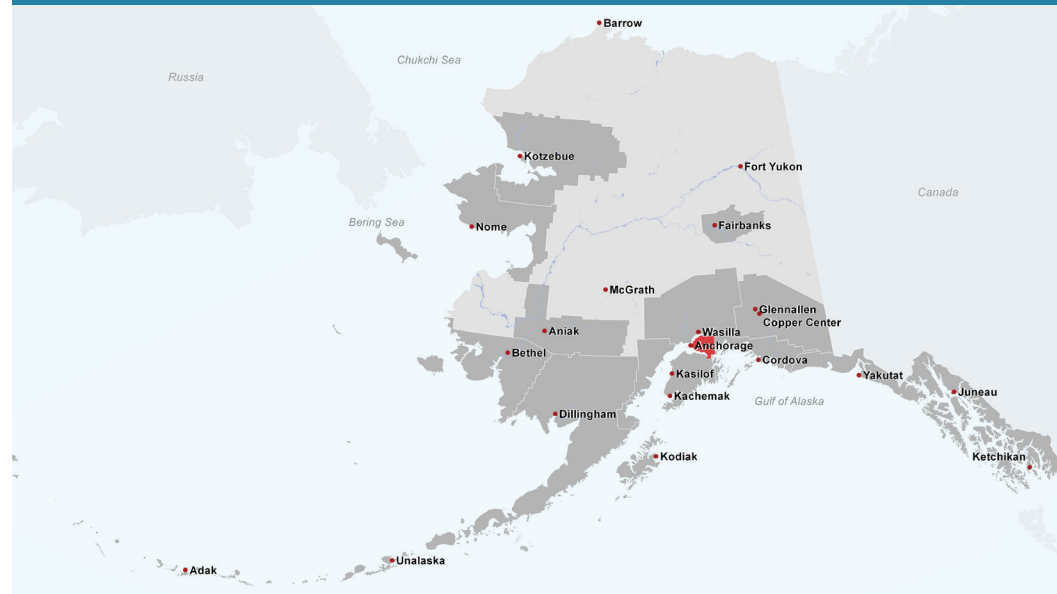 Barrow
Chukchi Sea
Russia
Kotzebue
Fort Yukon
Canada
Bering Sea
Nome
Fairbanks
McGrath
Glennallen
Copper Center
Aniak
Wasilla
Anchorage
Bethel
Cordova
Kasilof
Yakutat
Kachemak
Juneau
Gulf of Alaska
Dillingham
Kodiak
Ketchikan
Unalaska
Adak